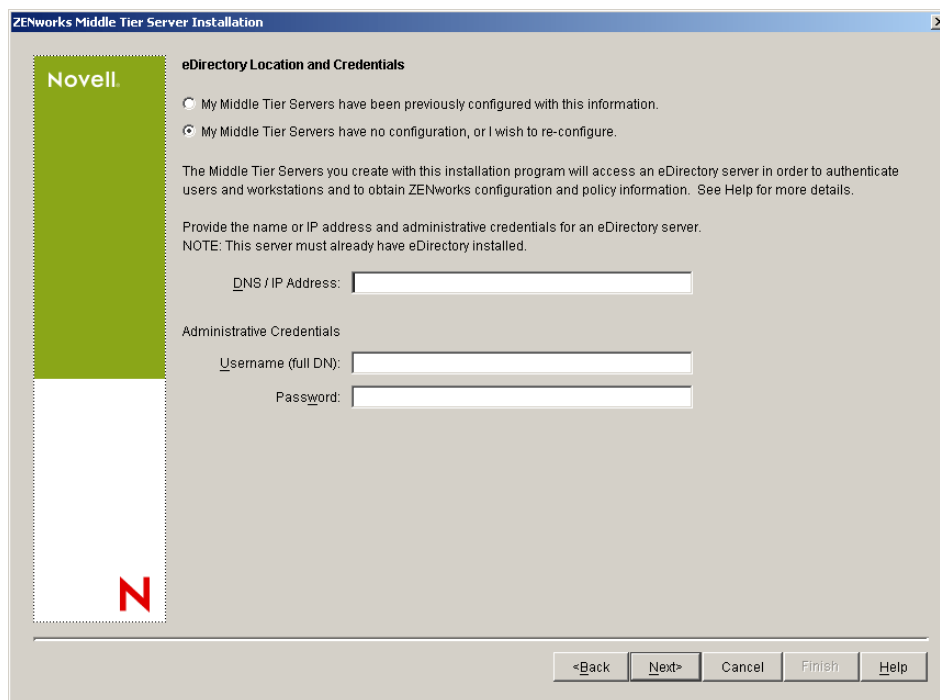 ZENworks Middle Tier Server Installation
Novell.
eDirectory Location and Credentials
My Middle Tier Servers have been previously configured with this information.
My Middle Tier Servers have no configuration, or I wish to re-configure.
The Middle Tier Servers you create with this installation program will access an eDirectory server in order to authenticate
users and workstations and to obtain ZENworks configuration and policy information. See Help for more details.
Provide the name or IP address and administrative credentials for an eDirectory server.
NOTE: This server must already have eDirectory installed.
DNS / IP Address:
Administrative Credentials
Username (full DN):
Password:
N
<Back Next> Cancel Finish Help